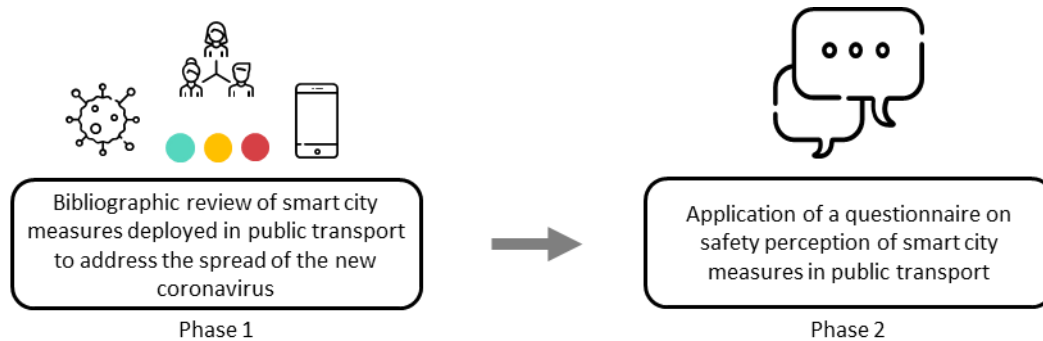 Bibliographic review of smart city
measures deployed in public transport
to address the spread of the new
coronavirus
Phase 1
Application of a questionnaire on
safety perception of smart city
measures in public transport
Phase 2